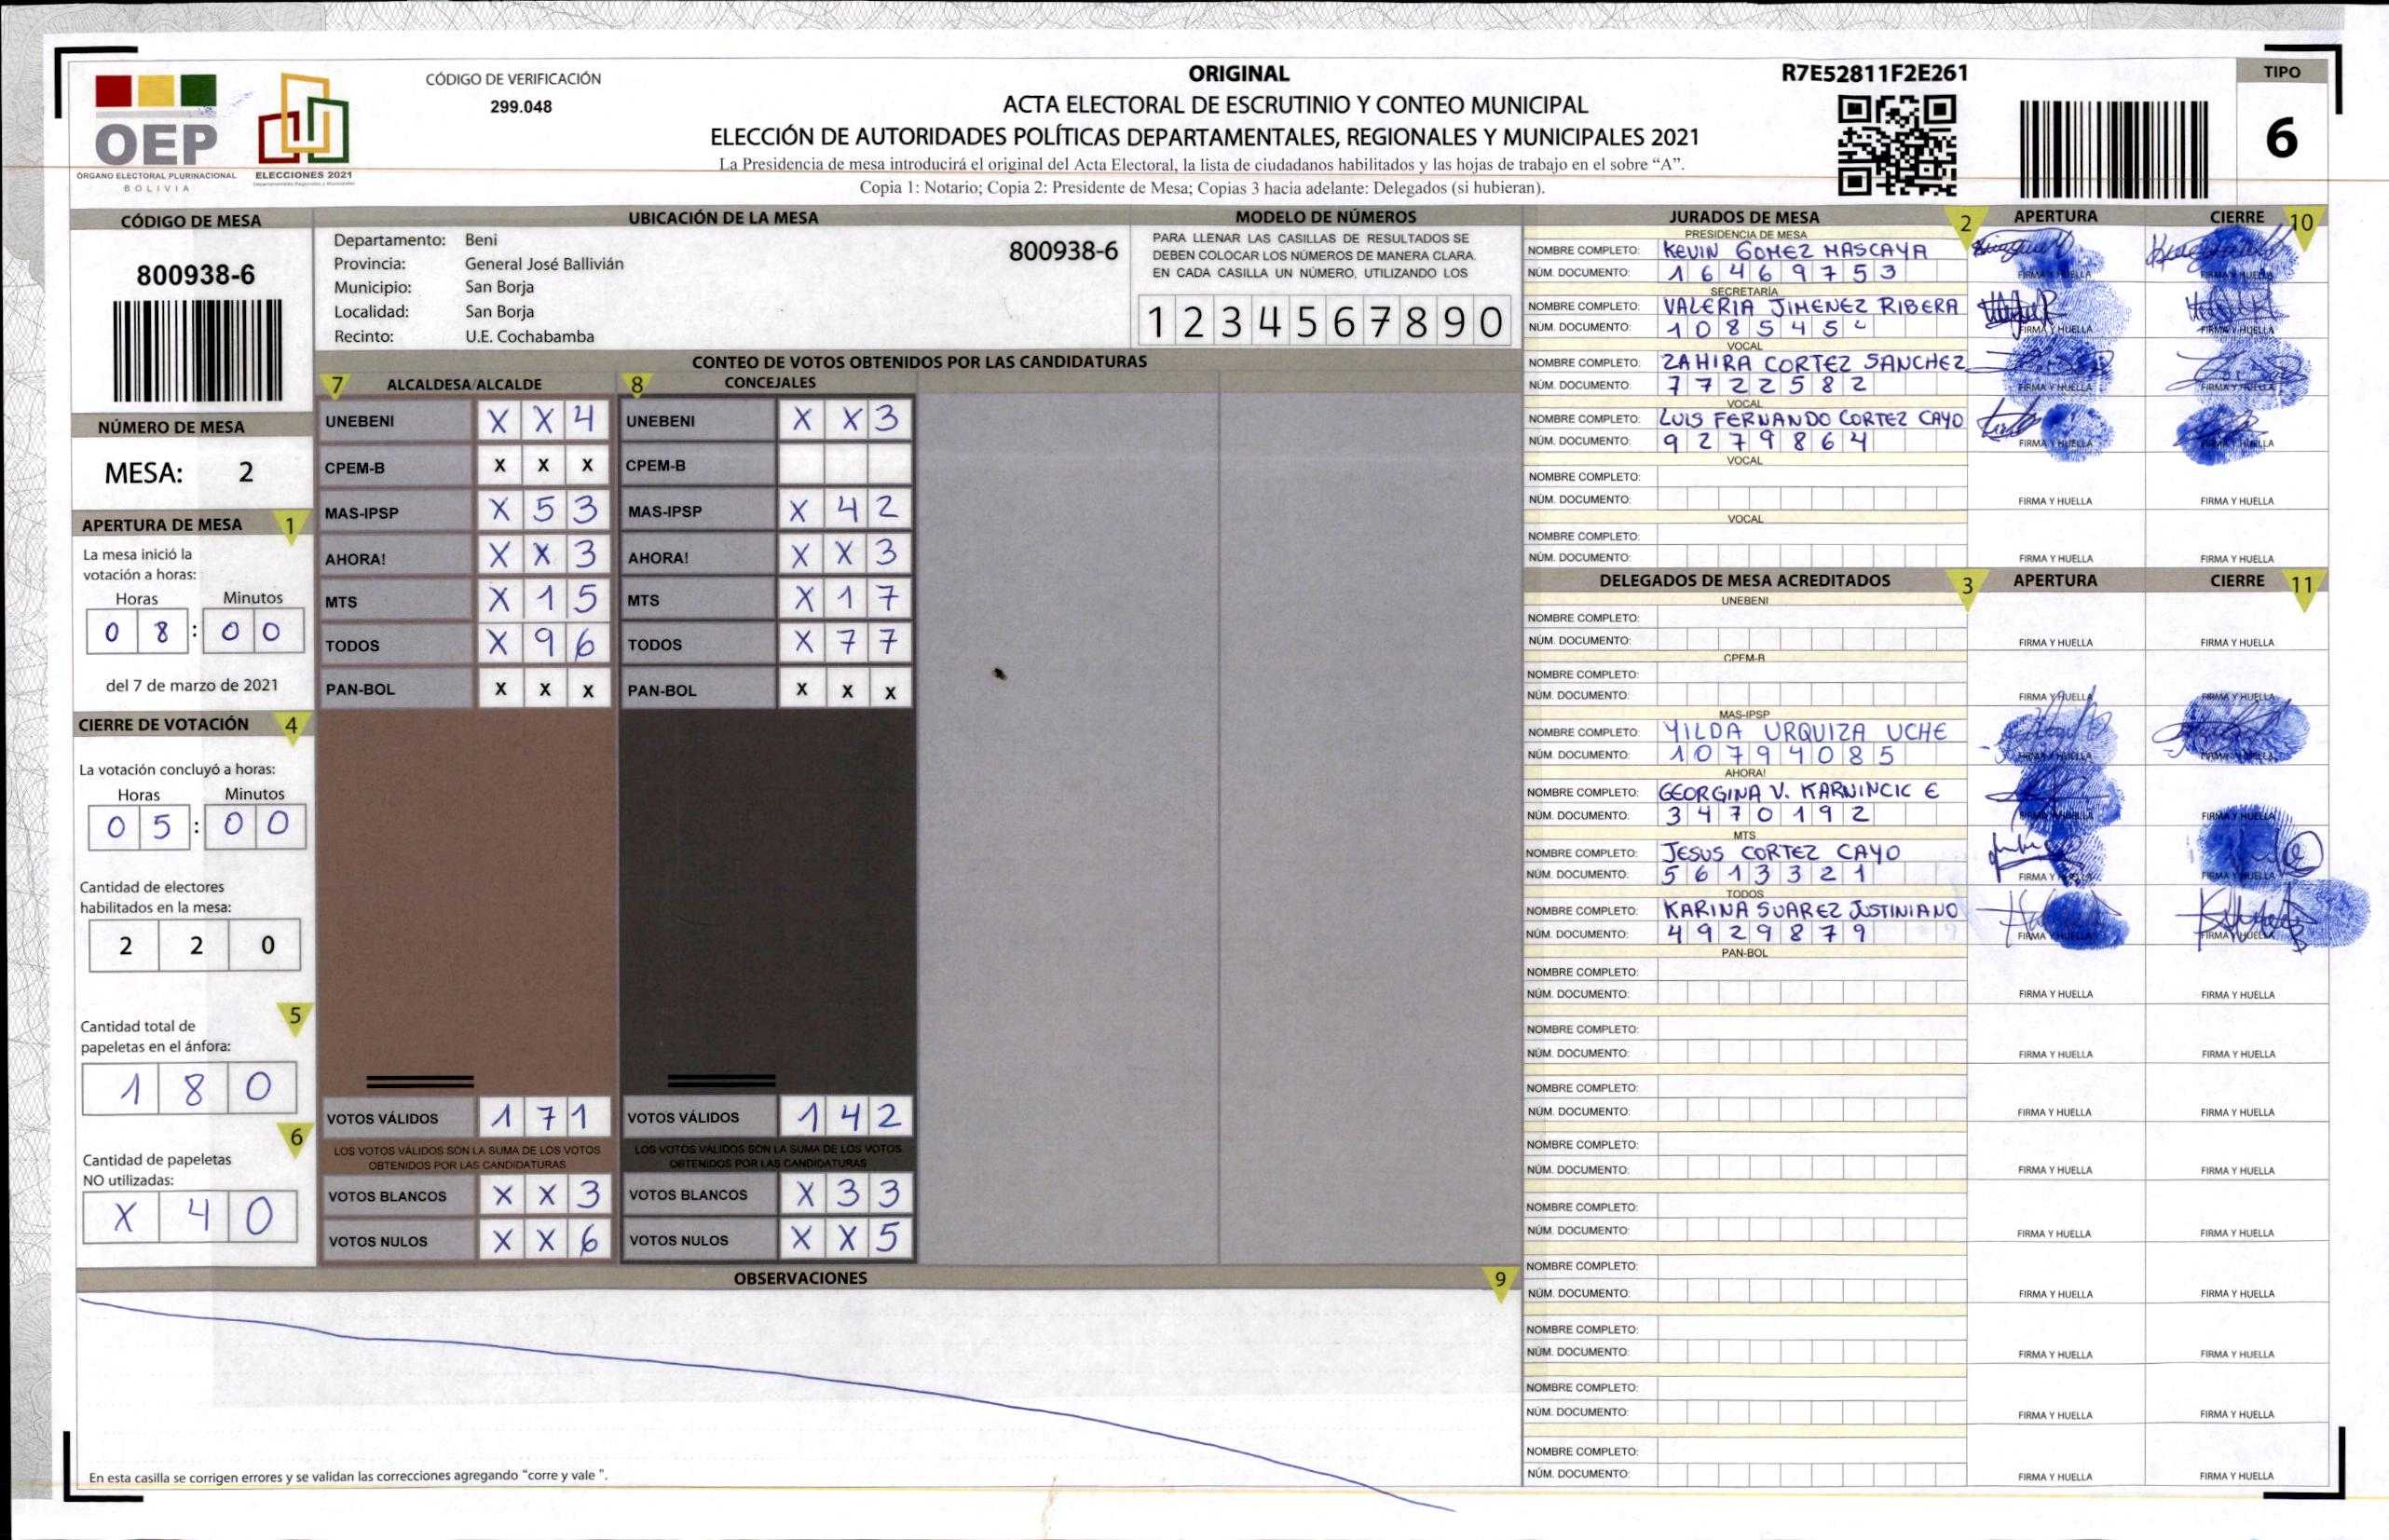 CÓDIGO DE VERIFICACIÓN
299.048
OEP
ÓRGANO ELECTORAL PLURINACIONAL
BOLIVIA
ELECCIONES 2021
ORIGINAL
ACTA ELECTORAL DE ESCRUTINIO Y CONTEO MUNICIPAL
ELECCIÓN DE AUTORIDADES POLÍTICAS DEPARTAMENTALES, REGIONALES Y MUNICIPALES 2021
La Presidencia de mesa introducirá el original del Acta Electoral, la lista de ciudadanos habilitados y las hojas de trabajo en el sobre “A”.
Copia 1: Notario; Copia 2: Presidente de Mesa; Copias 3 hacia adelante: Delegados (si hubieran).
R7E52811F2E261
TIPO
6
CÓDIGO DE MESA
800938-6
NÚMERO DE MESA
MESA: 2
APERTURA DE MESA 1
La mesa inició la
votación a horas:
Horas Minutos
0 8 : 0 0
del 7 de marzo de 2021
CIERRE DE VOTACIÓN 4
La votación concluyó a horas:
Horas Minutos
0 5 : 0 0
Cantidad de electores
habilitados en la mesa:
2 2 0
5
Cantidad total de
papeletas en el ánfora:
1 8 0
6
Cantidad de papeletas
NO utilizadas:
X 4 0
UBICACIÓN DE LA MESA
Departamento: Beni
Provincia: General José Ballivián
Municipio: San Borja
Localidad: San Borja
Recinto: U.E. Cochabamba
800938-6
MODELO DE NÚMEROS
PARA LLENAR LAS CASILLAS DE RESULTADOS SE
DEBEN COLOCAR LOS NÚMEROS DE MANERA CLARA.
EN CADA CASILLA UN NÚMERO, UTILIZANDO LOS
1 2 3 4 5 6 7 8 9 0
CONTEO DE VOTOS OBTENIDOS POR LAS CANDIDATURAS
7 ALCALDESA/ALCALDE 8 CONCEJALES
UNEBENI X X 4 UNEBENI X X 3
CPEM-B X X X CPEM-B
MAS-IPSP X 5 3 MAS-IPSP X 4 2
AHORA! X X 3 AHORA! X X 3
MTS X 1 5 MTS X 1 7
TODOS X 9 6 TODOS X 7 7
PAN-BOL X X X PAN-BOL X X X
VOTOS VÁLIDOS 1 7 1 VOTOS VÁLIDOS 1 4 2
LOS VOTOS VÁLIDOS SON LA SUMA DE LOS VOTOS LOS VOTOS VÁLIDOS SON LA SUMA DE LOS VOTOS
OBTENIDOS POR LAS CANDIDATURAS OBTENIDOS POR LAS CANDIDATURAS
VOTOS BLANCOS X X 3 VOTOS BLANCOS X 3 3
VOTOS NULOS X X 6 VOTOS NULOS X X 5
OBSERVACIONES 9
En esta casilla se corrigen errores y se validan las correcciones agregando “corre y vale ”.
JURADOS DE MESA 2 APERTURA CIERRE 10
PRESIDENCIA DE MESA
NOMBRE COMPLETO: KEVIN GOMEZ MASCAYA
NÚM. DOCUMENTO: 1 6 4 6 9 7 5 3 FIRMA Y HUELLA FIRMA Y HUELLA
SECRETARÍA
NOMBRE COMPLETO: VALERIA JIMENEZ RIBERA
NÚM. DOCUMENTO: 1 0 8 5 4 5 FIRMA Y HUELLA FIRMA Y HUELLA
VOCAL
NOMBRE COMPLETO: ZAHIRA CORTEZ SANCHEZ
NÚM. DOCUMENTO: 7 7 2 2 5 8 2 FIRMA Y HUELLA FIRMA Y HUELLA
VOCAL
NOMBRE COMPLETO: LUIS FERNANDO CORTEZ CAYO
NÚM. DOCUMENTO: 9 2 7 9 8 6 4 FIRMA Y HUELLA FIRMA Y HUELLA
VOCAL
NOMBRE COMPLETO:
NÚM. DOCUMENTO: FIRMA Y HUELLA FIRMA Y HUELLA
VOCAL
NOMBRE COMPLETO:
NÚM. DOCUMENTO: FIRMA Y HUELLA FIRMA Y HUELLA
DELEGADOS DE MESA ACREDITADOS 3 APERTURA CIERRE 11
UNEBENI
NOMBRE COMPLETO:
NÚM. DOCUMENTO: FIRMA Y HUELLA FIRMA Y HUELLA
CPEM-B
NOMBRE COMPLETO:
NÚM. DOCUMENTO: FIRMA Y HUELLA FIRMA Y HUELLA
MAS-IPSP
NOMBRE COMPLETO: YILDA URQUIZA UCHE
NÚM. DOCUMENTO: 1 0 7 9 4 0 8 5 FIRMA Y HUELLA FIRMA Y HUELLA
AHORA!
NOMBRE COMPLETO: GEORGINA V. KARNINCIC E
NÚM. DOCUMENTO: 3 4 7 0 1 9 2 FIRMA Y HUELLA FIRMA Y HUELLA
MTS
NOMBRE COMPLETO: JESUS CORTEZ CAYO
NÚM. DOCUMENTO: 5 6 1 3 3 2 1 FIRMA Y HUELLA FIRMA Y HUELLA
TODOS
NOMBRE COMPLETO: KARINA SUAREZ JUSTINIANO
NÚM. DOCUMENTO: 4 9 2 9 8 7 9 FIRMA Y HUELLA FIRMA Y HUELLA
PAN-BOL
NOMBRE COMPLETO:
NÚM. DOCUMENTO: FIRMA Y HUELLA FIRMA Y HUELLA
NOMBRE COMPLETO:
NÚM. DOCUMENTO: FIRMA Y HUELLA FIRMA Y HUELLA
NOMBRE COMPLETO:
NÚM. DOCUMENTO: FIRMA Y HUELLA FIRMA Y HUELLA
NOMBRE COMPLETO:
NÚM. DOCUMENTO: FIRMA Y HUELLA FIRMA Y HUELLA
NOMBRE COMPLETO:
NÚM. DOCUMENTO: FIRMA Y HUELLA FIRMA Y HUELLA
NOMBRE COMPLETO:
NÚM. DOCUMENTO: FIRMA Y HUELLA FIRMA Y HUELLA
NOMBRE COMPLETO:
NÚM. DOCUMENTO: FIRMA Y HUELLA FIRMA Y HUELLA
NOMBRE COMPLETO:
NÚM. DOCUMENTO: FIRMA Y HUELLA FIRMA Y HUELLA
NOMBRE COMPLETO:
NÚM. DOCUMENTO: FIRMA Y HUELLA FIRMA Y HUELLA